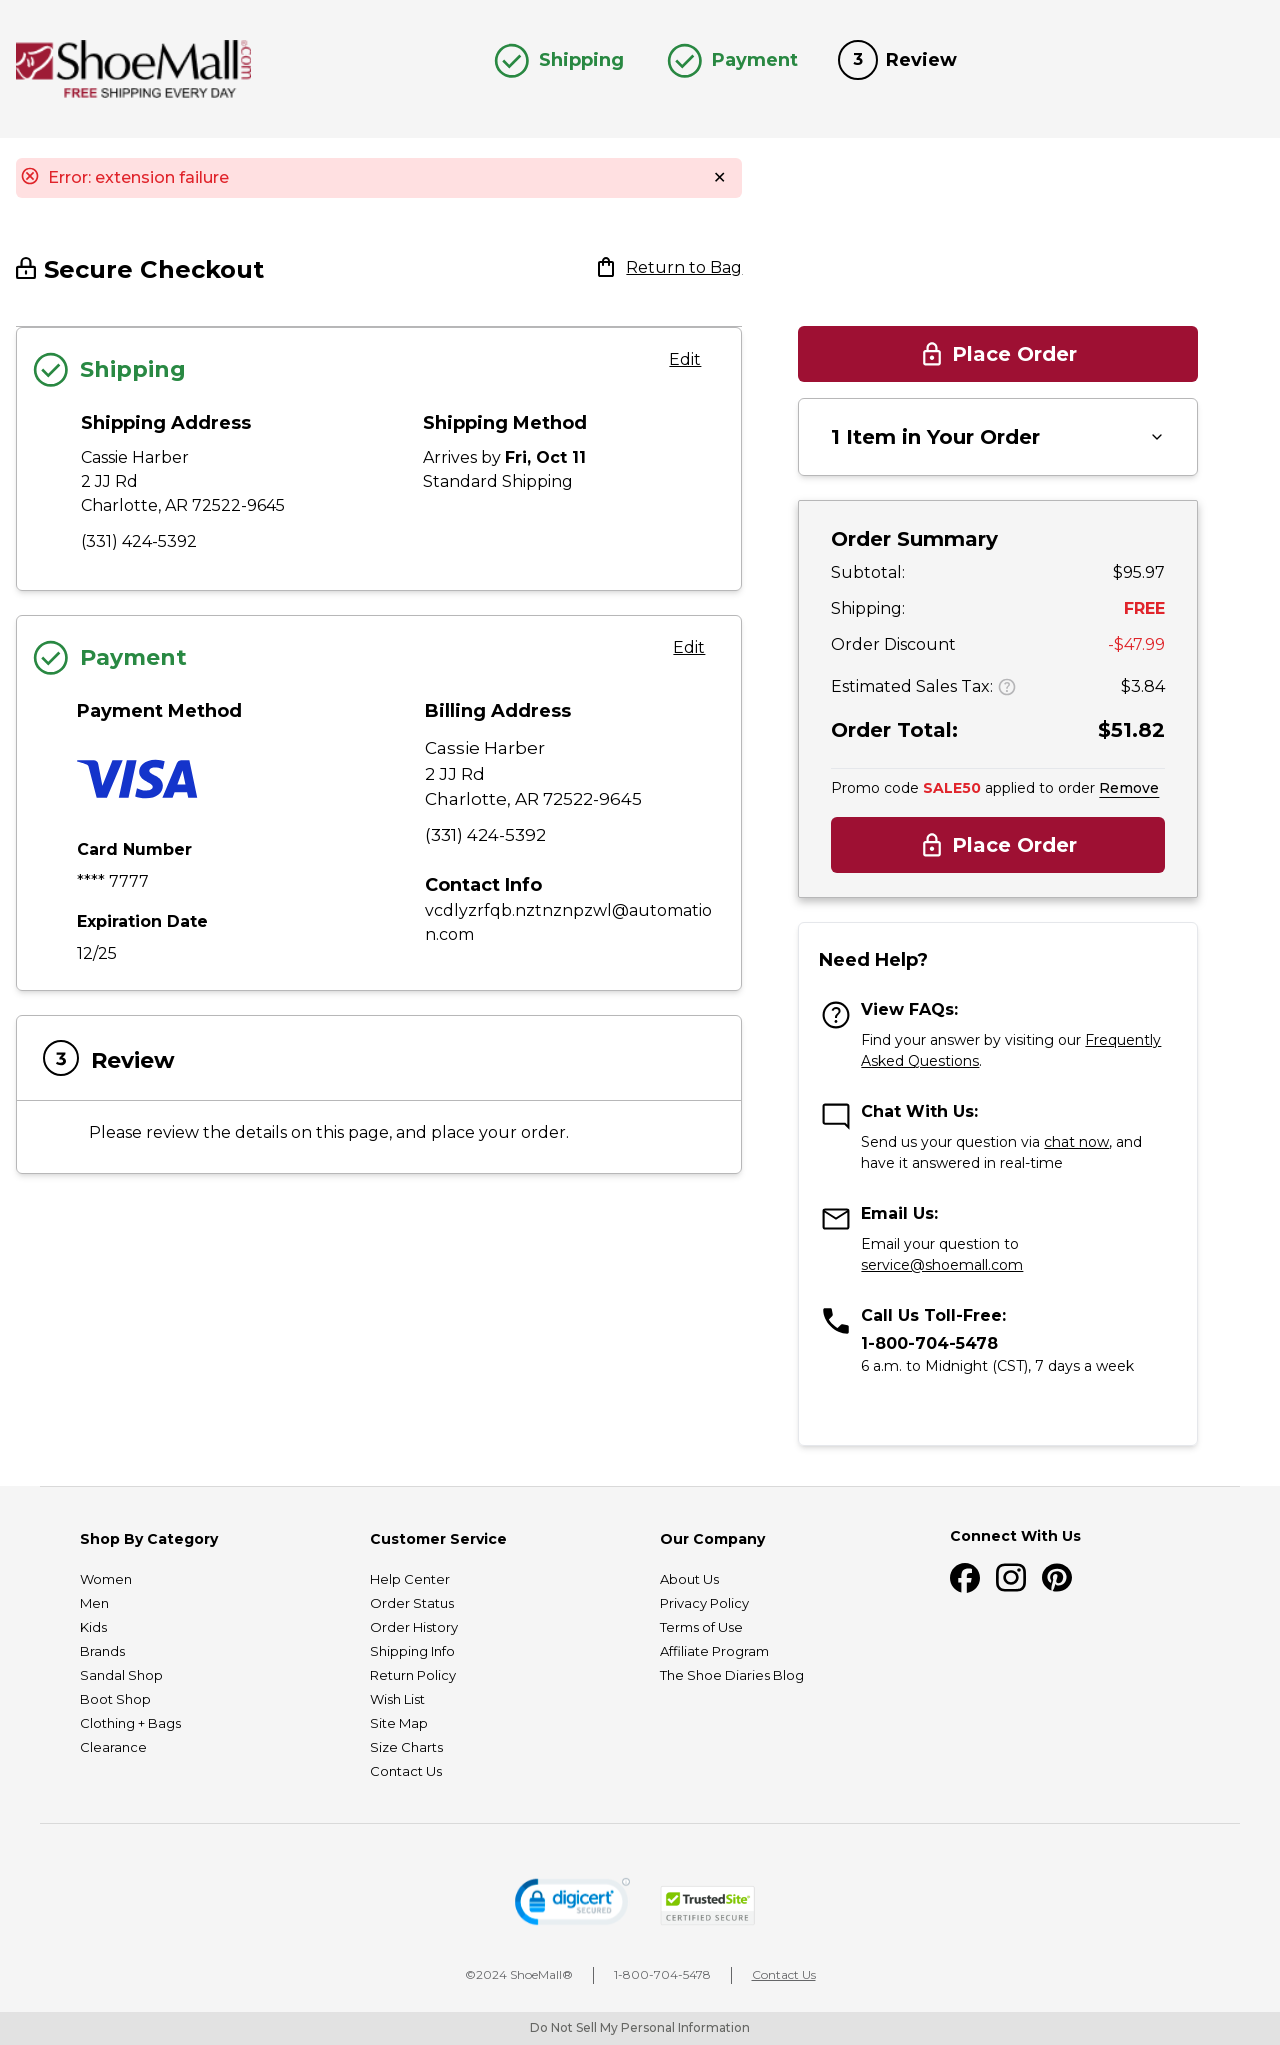 ShoeMall.com
FREE SHIPPING EVERY DAY
Shipping
Payment
3 Review
Error: extension failure
Secure Checkout
Return to Bag
Shipping
Edit
Shipping Address
Cassie Harber
2 JJ Rd
Charlotte, AR 72522-9645
(331) 424-5392
Shipping Method
Arrives by Fri, Oct 11
Standard Shipping
Payment
Edit
Payment Method
VISA
Card Number
**** 7777
Expiration Date
12/25
Billing Address
Cassie Harber
2 JJ Rd
Charlotte, AR 72522-9645
(331) 424-5392
Contact Info
vcdlyzrfqb.nztnznpzwl@automatio
n.com
3 Review
Please review the details on this page, and place your order.
Place Order
1 Item in Your Order
Order Summary
Subtotal: $95.97
Shipping: FREE
Order Discount -$47.99
Estimated Sales Tax: ? $3.84
Order Total: $51.82
Promo code SALE50 applied to order Remove
Place Order
Need Help?
View FAQs:
Find your answer by visiting our Frequently
Asked Questions.
Chat With Us:
Send us your question via chat now, and
have it answered in real-time
Email Us:
Email your question to
service@shoemall.com
Call Us Toll-Free:
1-800-704-5478
6 a.m. to Midnight (CST), 7 days a week
Shop By Category
Women
Men
Kids
Brands
Sandal Shop
Boot Shop
Clothing + Bags
Clearance
Customer Service
Help Center
Order Status
Order History
Shipping Info
Return Policy
Wish List
Site Map
Size Charts
Contact Us
Our Company
About Us
Privacy Policy
Terms of Use
Affiliate Program
The Shoe Diaries Blog
Connect With Us
digicert
SECURED
TrustedSite
CERTIFIED SECURE
©2024 ShoeMall®
1-800-704-5478
Contact Us
Do Not Sell My Personal Information